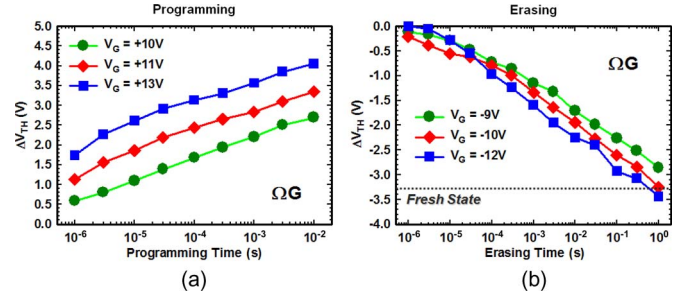 Programming
5.0
4.5
4.0
3.5
3.0
2.5
2.0
1.5
1.0
0.5
0.0
ΔV_TH (V)
V_G = +10V
V_G = +11V
V_G = +13V
ΩG
10^-6 10^-5 10^-4 10^-3 10^-2
Programming Time (s)
(a)
Erasing
0.0
-0.5
-1.0
-1.5
-2.0
-2.5
-3.0
-3.5
-4.0
ΔV_TH (V)
ΩG
V_G = -9V
V_G = -10V
V_G = -12V
Fresh State
10^-6 10^-5 10^-4 10^-3 10^-2 10^-1 10^0
Erasing Time (s)
(b)